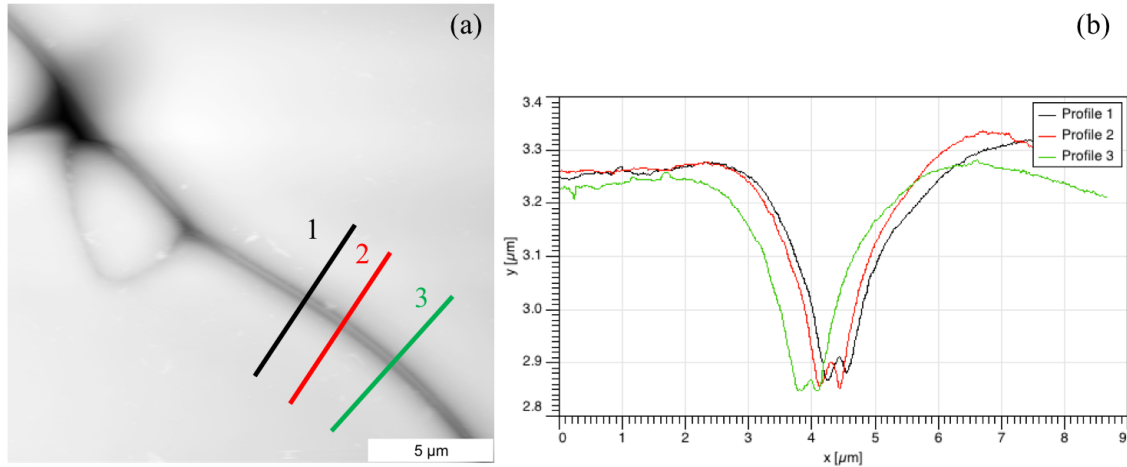 (a)
1
2
3
5 µm
(b)
3.4
3.3
3.2
3.1
3.0
2.9
2.8
y [µm]
Profile 1
Profile 2
Profile 3
0 1 2 3 4 5 6 7 8 9
x [µm]